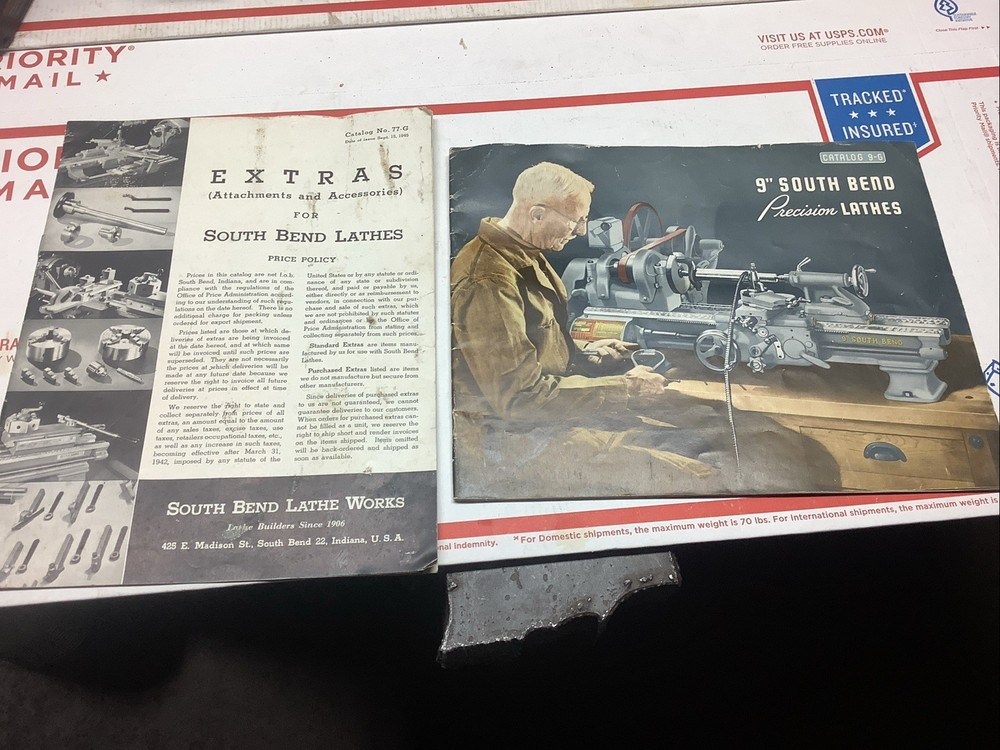 RIORITY®
MAIL ★
VISIT US AT USPS.COM®
ORDER FREE SUPPLIES ONLINE
TRACKED
★ ★ ★
INSURED
Catalog No. 77-G
Date of Issue Sept. 15, 1945
EXTRAS
(Attachments and Accessories)
FOR
SOUTH BEND LATHES
PRICE POLICY
Prices in this catalog are net f.o.b.
South Bend, Indiana, and are in com-
pliance with the regulations of the
Office of Price Administration accord-
ing to our understanding of such regu-
lations on the date hereof. There is no
additional charge for packing unless
ordered for export shipment.
Prices listed are those at which de-
liveries of extras are being invoiced
at the date hereof, and at which same
will be invoiced until such prices are
superseded. They are not necessarily
the prices at which deliveries will be
made at any future date because we
reserve the right to invoice all future
deliveries at prices in effect at time
of delivery.
We reserve the right to state and
collect separately from prices of all
extras, an amount equal to the amount
of any sales taxes, excise taxes, use
taxes, retailers occupational taxes, etc.,
as well as any increase in such taxes,
becoming effective after March 31,
1942, imposed by any statute of the
United States or by any statute or ordi-
nance of any state or subdivision
thereof, and paid or payable by us,
either directly or as reimbursement to
vendors, in connection with our pur-
chase and sale of such extras, which
we are not prohibited by such statutes
and ordinances or by the Office of
Price Administration from stating and
collecting separately from such prices.
Standard Extras are items manu-
factured by us for use with South Bend
Lathes.
Purchased Extras listed are items
we do not manufacture but secure from
other manufacturers.
Since deliveries of purchased extras
to us are not guaranteed, we cannot
guarantee deliveries to our customers.
When orders for purchased extras can-
not be filled as a unit, we reserve the
right to ship short and render invoices
on the items shipped. Items omitted
will be back-ordered and shipped as
soon as available.
SOUTH BEND LATHE WORKS
Lathe Builders Since 1906
425 E. Madison St., South Bend 22, Indiana, U. S. A.
CATALOG 9-G
9" SOUTH BEND
Precision LATHES
9" SOUTH BEND
nal indemnity.
For Domestic shipments, the maximum weight is 70 lbs. For International shipments, the maximum weight is